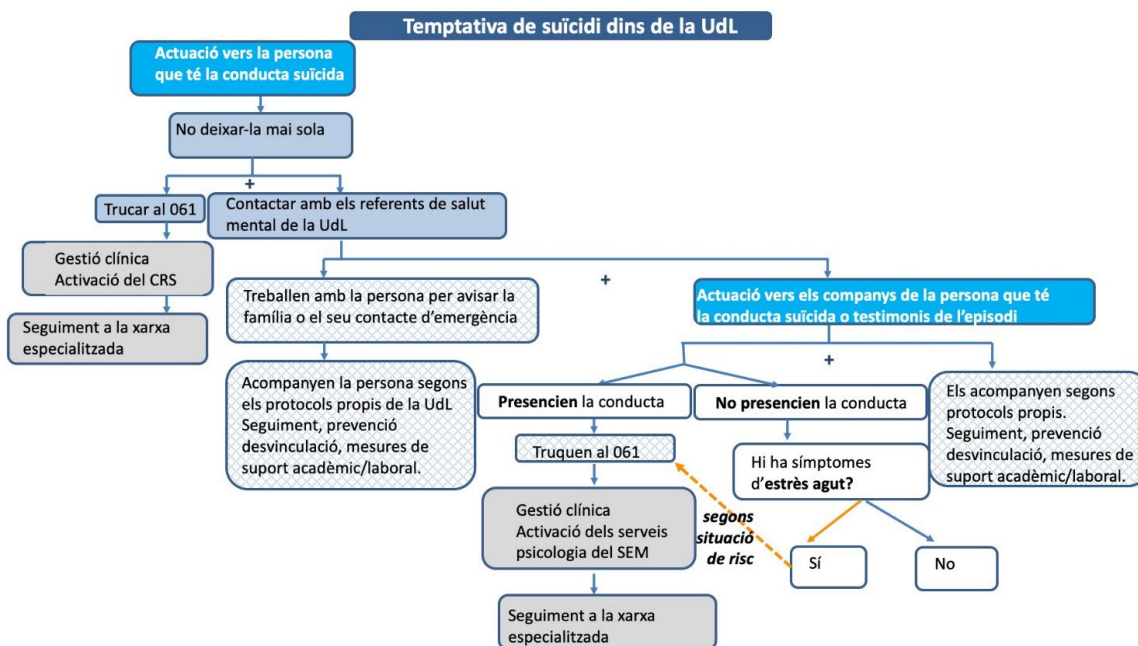 Temptativa de suïcidi dins de la UdL
Actuació vers la persona
que té la conducta suïcida
No deixar-la mai sola
+
Trucar al 061
Contactar amb els referents de salut
mental de la UdL
Gestió clínica
Activació del CRS
Seguiment a la xarxa
especialitzada
+
Treballen amb la persona per avisar la
família o el seu contacte d'emergència
Acompanyen la persona segons
els protocols propis de la UdL
Seguiment, prevenció
desvinculació, mesures de
suport acadèmic/laboral.
Actuació vers els companys de la persona que té
la conducta suïcida o testimonis de l'episodi
+
Presencien la conducta
Truquen al 061
Gestió clínica
Activació dels serveis
psicologia del SEM
Seguiment a la xarxa
especialitzada
No presencien la conducta
Hi ha símptomes
d'estrès agut?
segons
situació
de risc
Sí
No
Els acompanyen segons
protocols propis.
Seguiment, prevenció
desvinculació, mesures de
suport acadèmic/laboral.